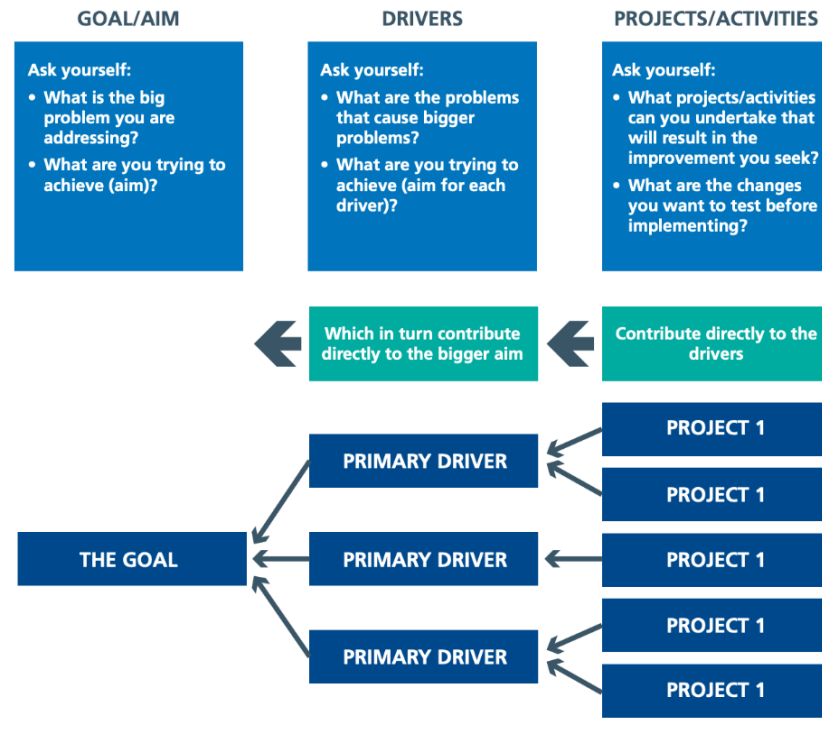 GOAL/AIM
DRIVERS
PROJECTS/ACTIVITIES
Ask yourself:
• What is the big
problem you are
addressing?
• What are you trying to
achieve (aim)?
Ask yourself:
• What are the problems
that cause bigger
problems?
• What are you trying to
achieve (aim for each
driver)?
Ask yourself:
• What projects/activities
can you undertake that
will result in the
improvement you seek?
• What are the changes
you want to test before
implementing?
Which in turn contribute
directly to the bigger aim
Contribute directly to the
drivers
THE GOAL
PRIMARY DRIVER
PRIMARY DRIVER
PRIMARY DRIVER
PROJECT 1
PROJECT 1
PROJECT 1
PROJECT 1
PROJECT 1